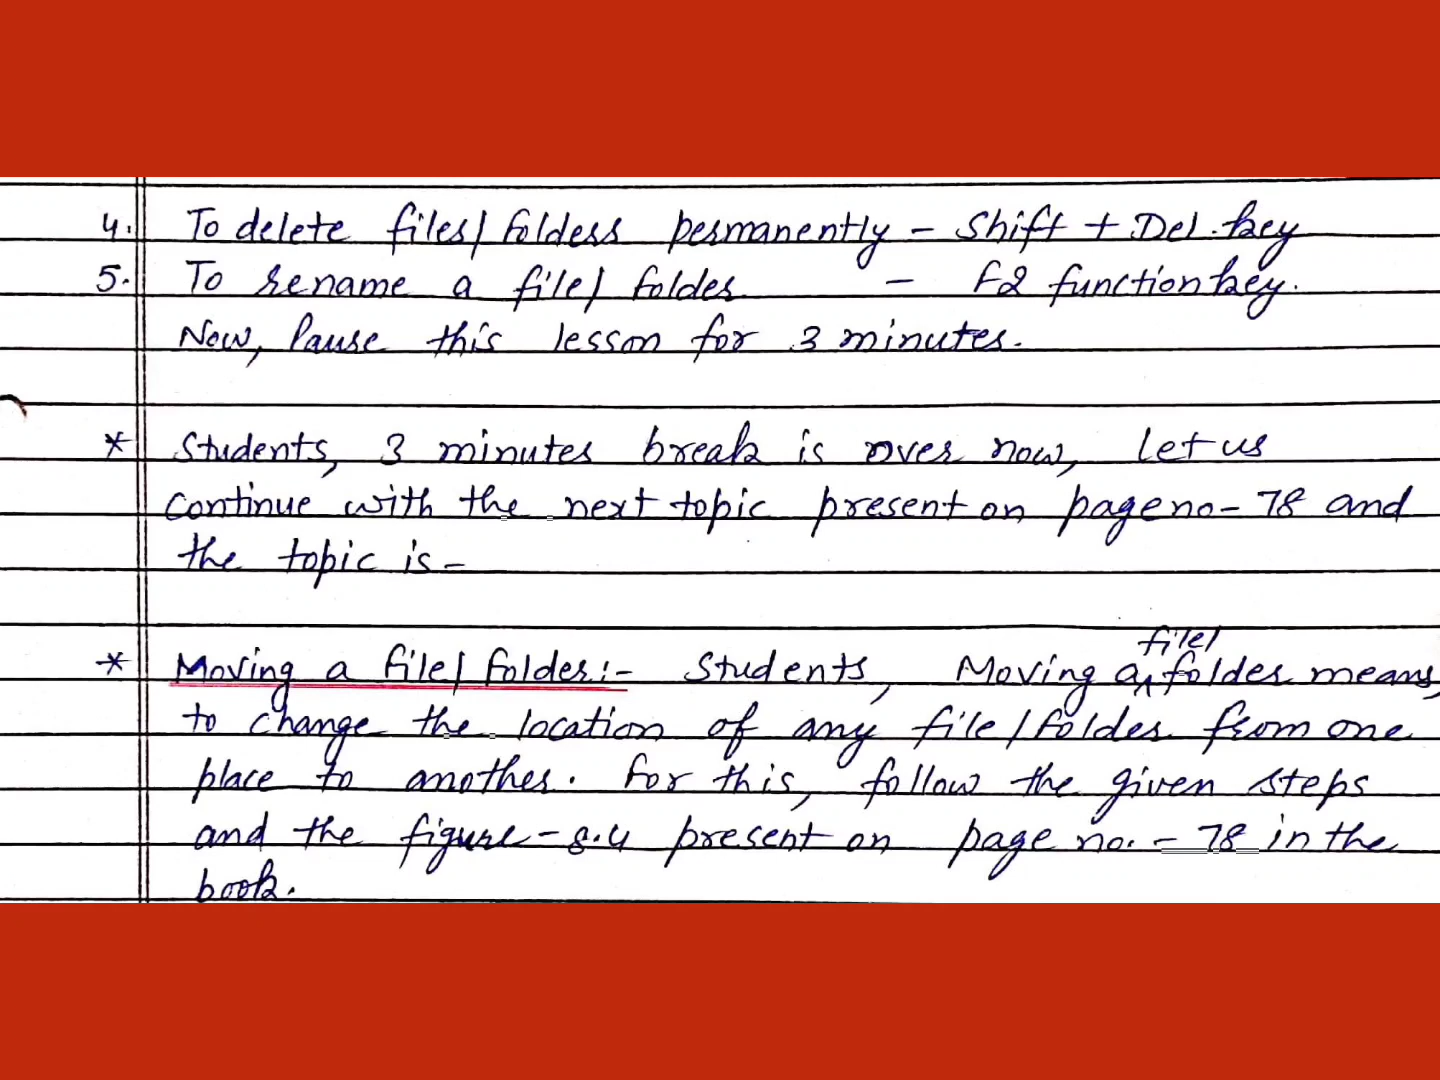 4. To delete files/folders permanently - Shift + Del. key
5. To rename a file/folder - F2 function key.
Now, Pause this lesson for 3 minutes.
* Students, 3 minutes break is over now, Let us
continue with the next topic present on page no- 78 and
the topic is -
* Moving a file/folder:- Students, Moving a file/folder means,
to change the location of any file/folder from one
place to another. For this, follow the given steps
and the figure-8.4 present on page no.- 78 in the
book.